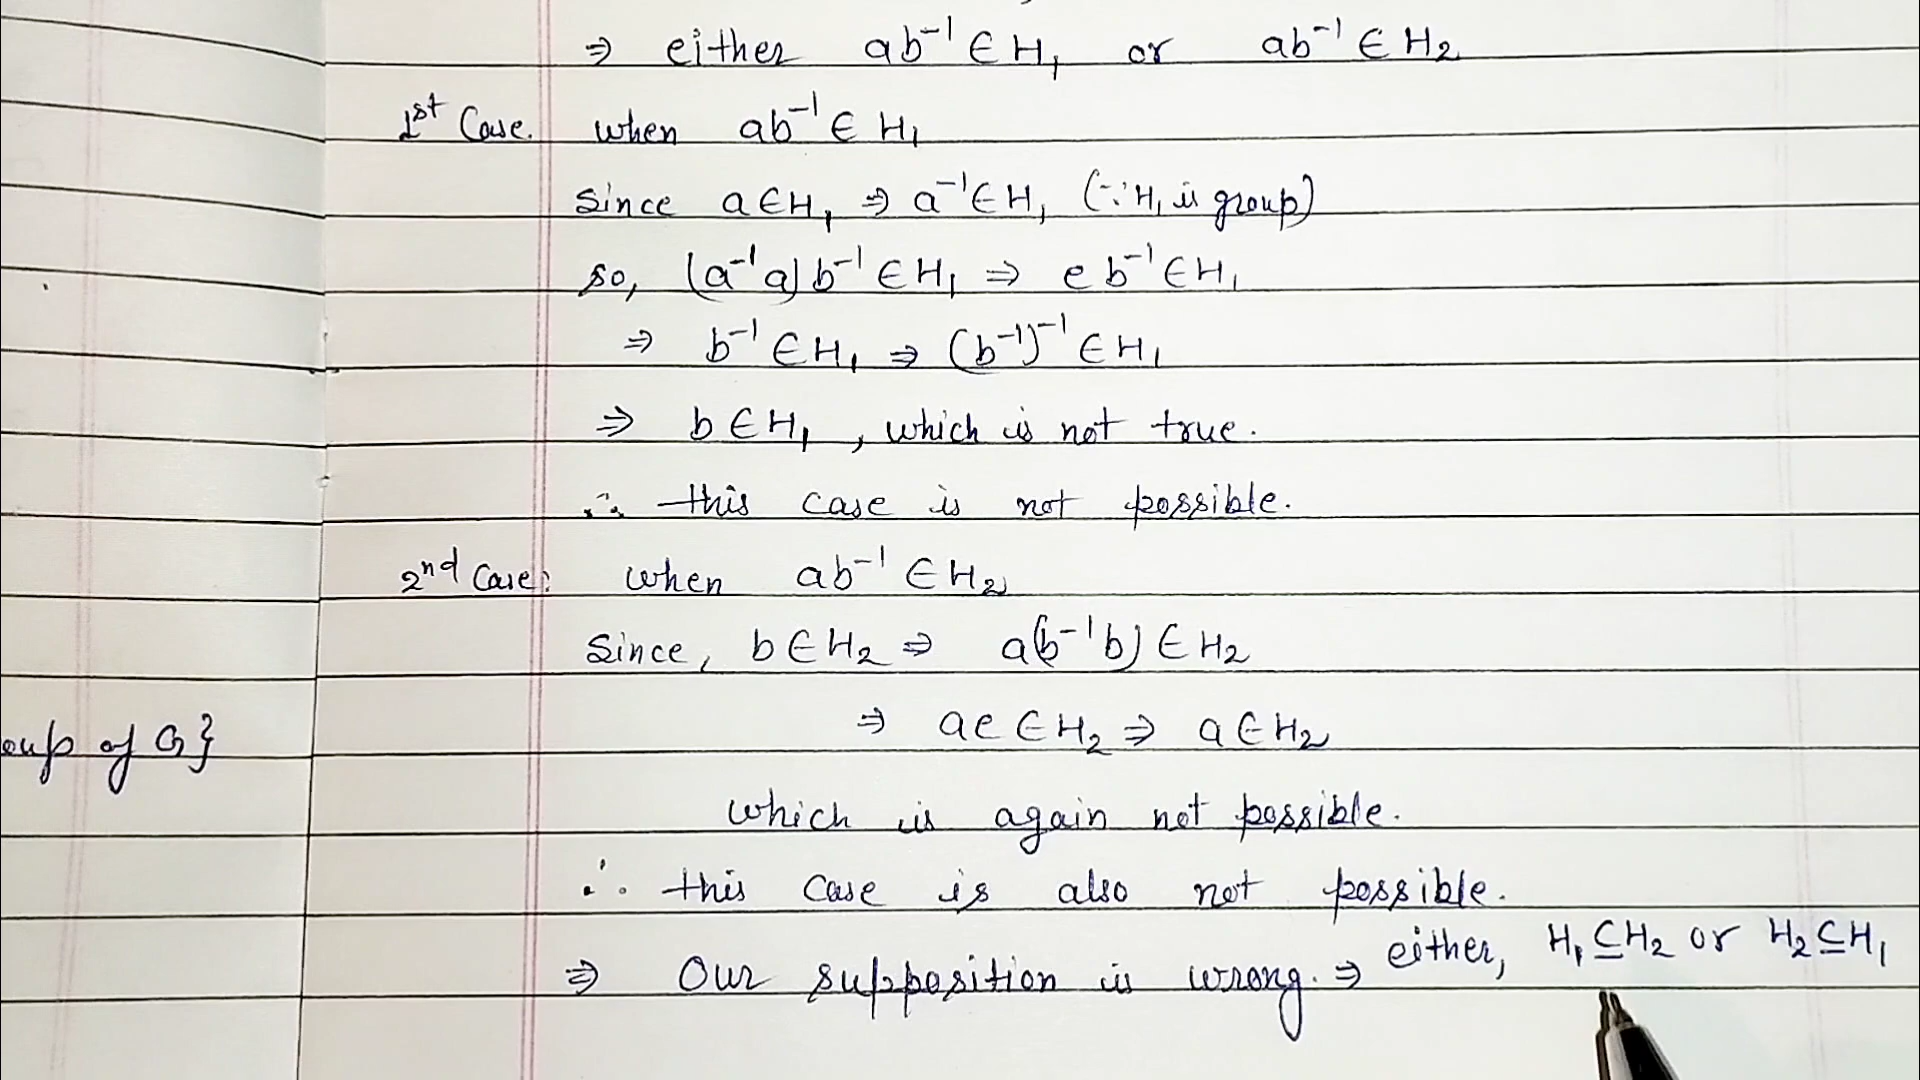 ⇒ either ab⁻¹ ∈ H₁ or ab⁻¹ ∈ H₂
1st Case. when ab⁻¹ ∈ H₁
Since a ∈ H₁ ⇒ a⁻¹ ∈ H₁ (∵ H₁ is group)
so, (a⁻¹a)b⁻¹ ∈ H₁ ⇒ e b⁻¹ ∈ H₁
⇒ b⁻¹ ∈ H₁ ⇒ (b⁻¹)⁻¹ ∈ H₁
⇒ b ∈ H₁, which is not true.
∴ this case is not possible.
2nd Case: when ab⁻¹ ∈ H₂
Since, b ∈ H₂ ⇒ a(b⁻¹b) ∈ H₂
⇒ ae ∈ H₂ ⇒ a ∈ H₂
oup of G}
which is again not possible.
∴ this case is also not possible.
⇒ Our supposition is wrong. ⇒ either, H₁ ⊆ H₂ or H₂ ⊆ H₁